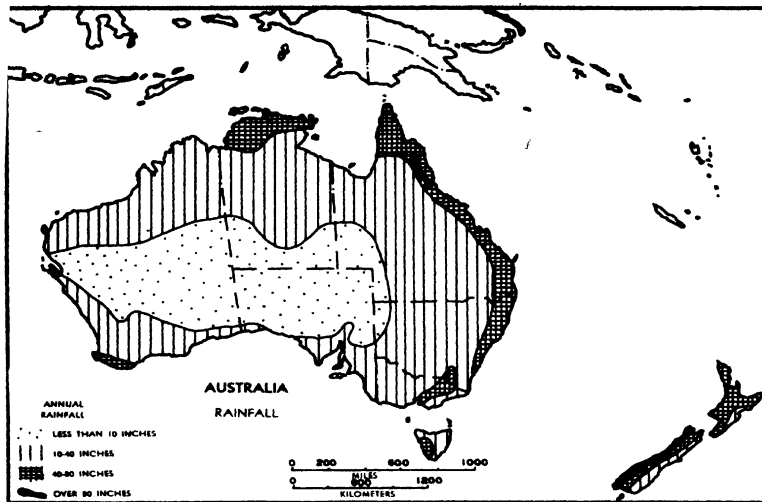 AUSTRALIA
RAINFALL
ANNUAL
RAINFALL
LESS THAN 10 INCHES
10-40 INCHES
40-80 INCHES
OVER 80 INCHES
0 200 600 1000
MILES
0 600 1200
KILOMETERS